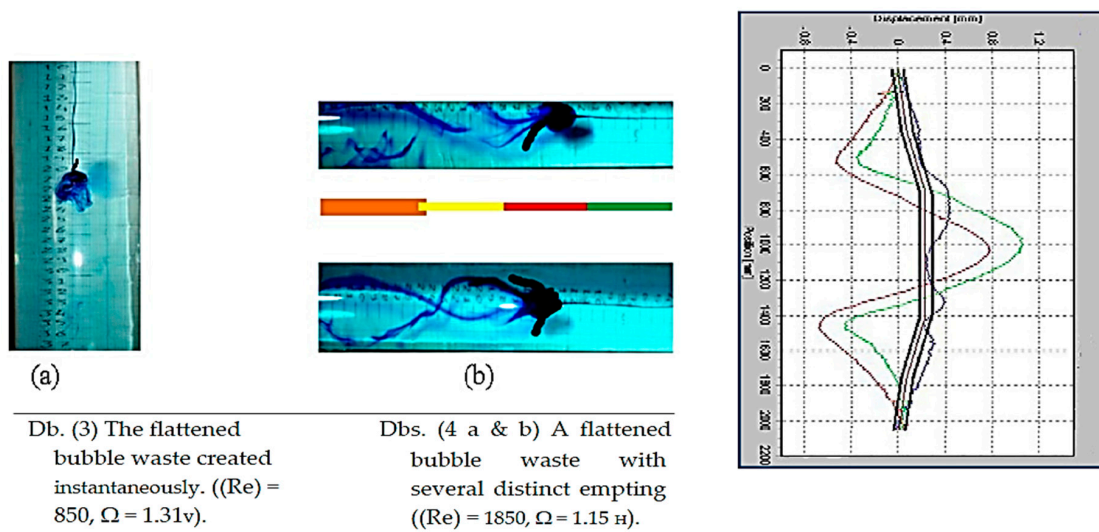 (a)
(b)
Db. (3) The flattened
bubble waste created
instantaneously. ((Re) =
850, Ω = 1.31v).
Dbs. (4 a & b) A flattened
bubble waste with
several distinct empting
((Re) = 1850, Ω = 1.15 н).
Displacement [mm]
-0.8
-0.4
0
0.4
0.8
1.2
0
200
400
600
800
1000
1200
1400
1600
1800
2000
2200